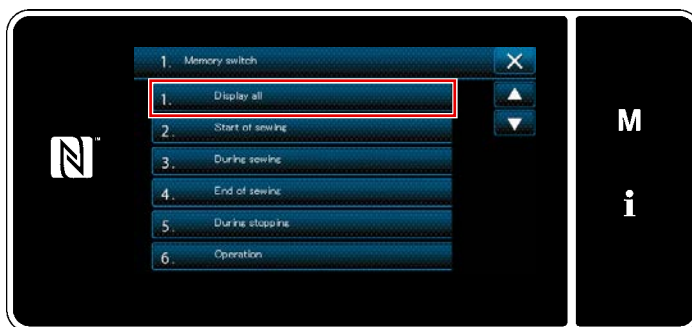 1. Memory switch
1. Display all
2. Start of sewing
3. During sewing
4. End of sewing
5. During stopping
6. Operation
M
i